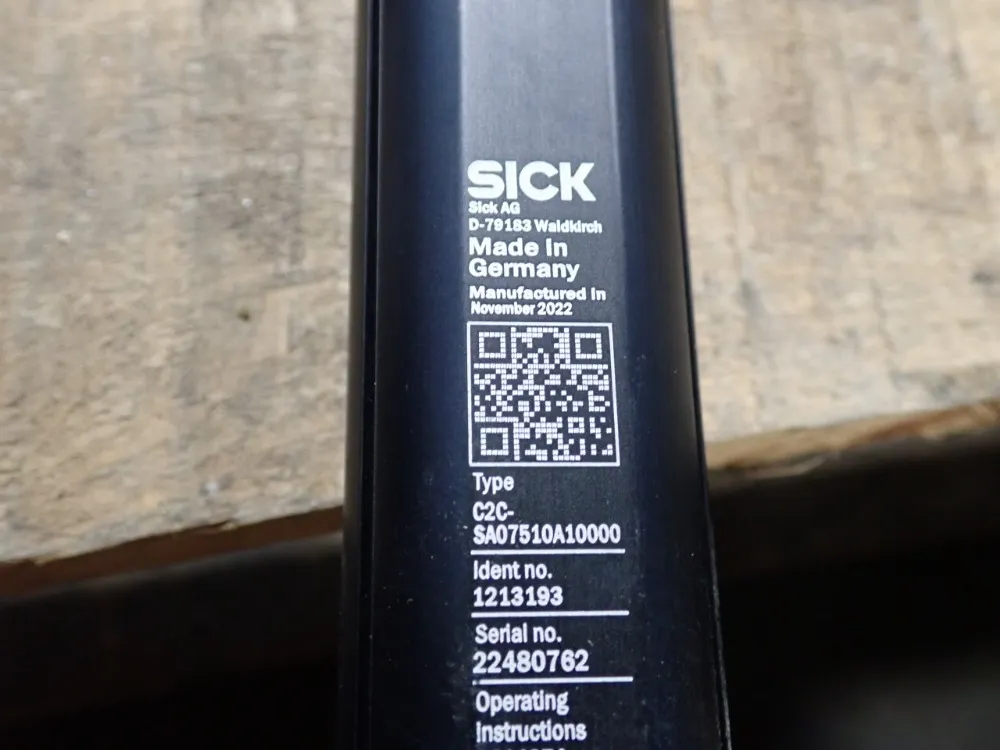 SICK
Sick AG
D-79183 Waldkirch
Made in
Germany
Manufactured in
November 2022
Type
C2C-
SA07510A10000
Ident no.
1213193
Serial no.
22480762
Operating
Instructions